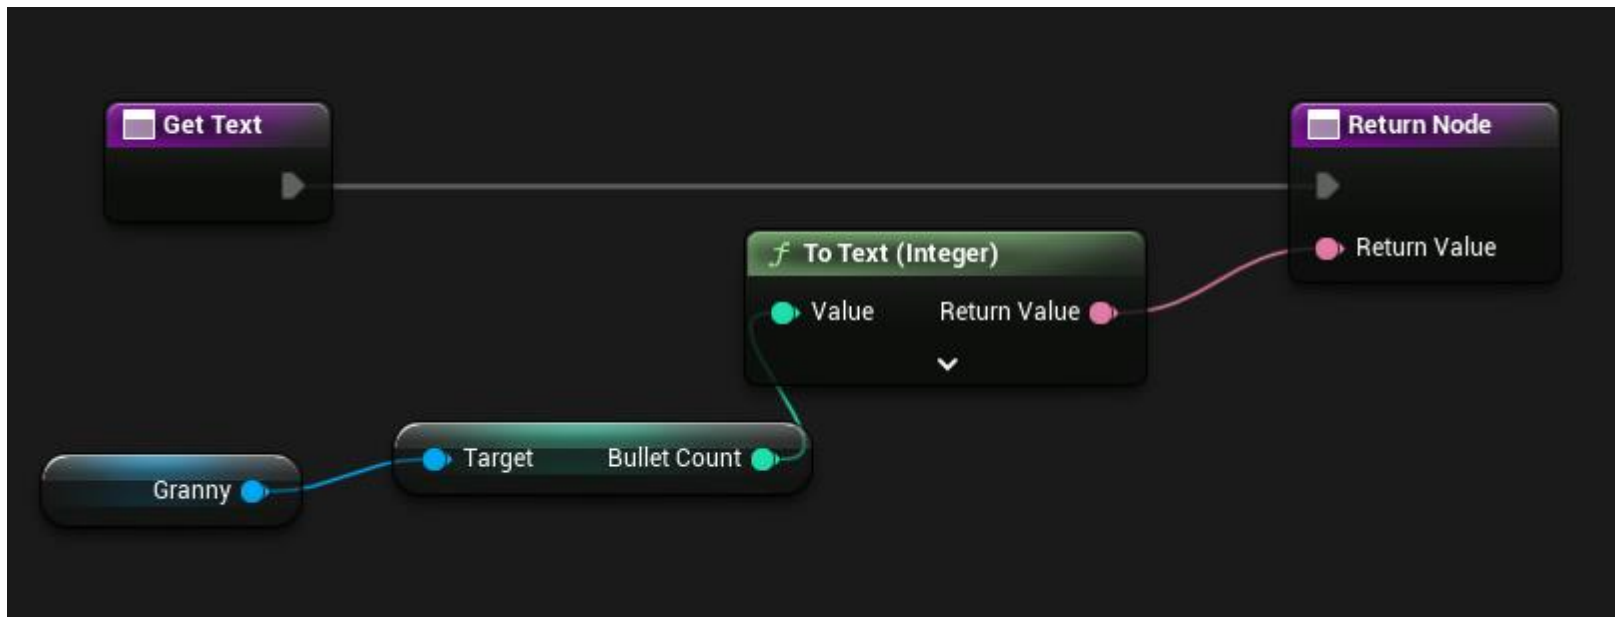 Get Text
Return Node
Return Value
ƒ To Text (Integer)
Value Return Value
Target Bullet Count
Granny